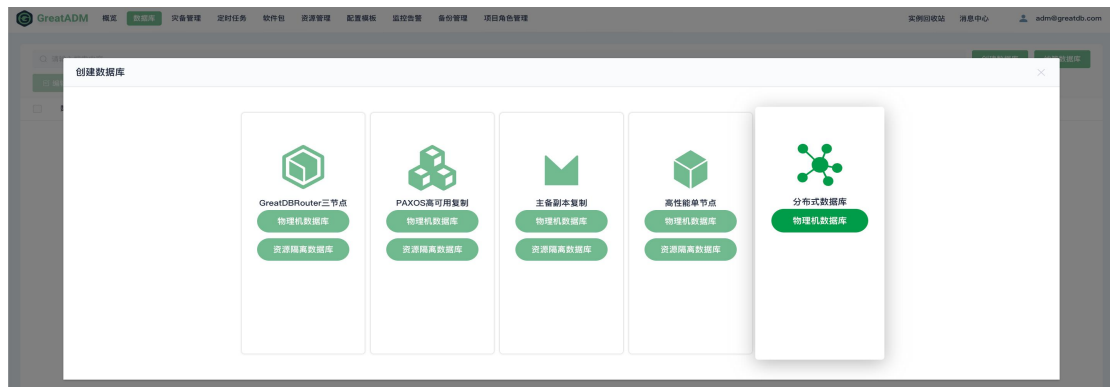 GreatADM 概览 数据库 灾备管理 定时任务 软件包 资源管理 配置模板 监控告警 备份管理 项目角色管理 实例回收站 消息中心 adm@greatdb.com
创建数据库
GreatDBRouter三节点 PAXOS高可用复制 主备副本复制 高性能单节点 分布式数据库
物理机数据库 物理机数据库 物理机数据库 物理机数据库 物理机数据库
资源隔离数据库 资源隔离数据库 资源隔离数据库 资源隔离数据库